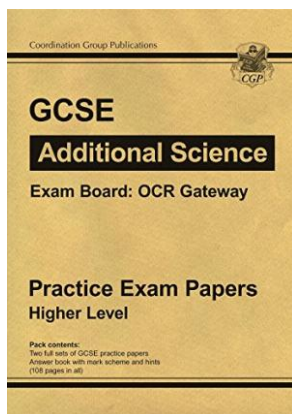 Coordination Group Publications
CGP
GCSE
Additional Science
Exam Board: OCR Gateway
Practice Exam Papers
Higher Level
Pack contents:
Two full sets of GCSE practice papers
Answer book with mark scheme and hints
(108 pages in all)